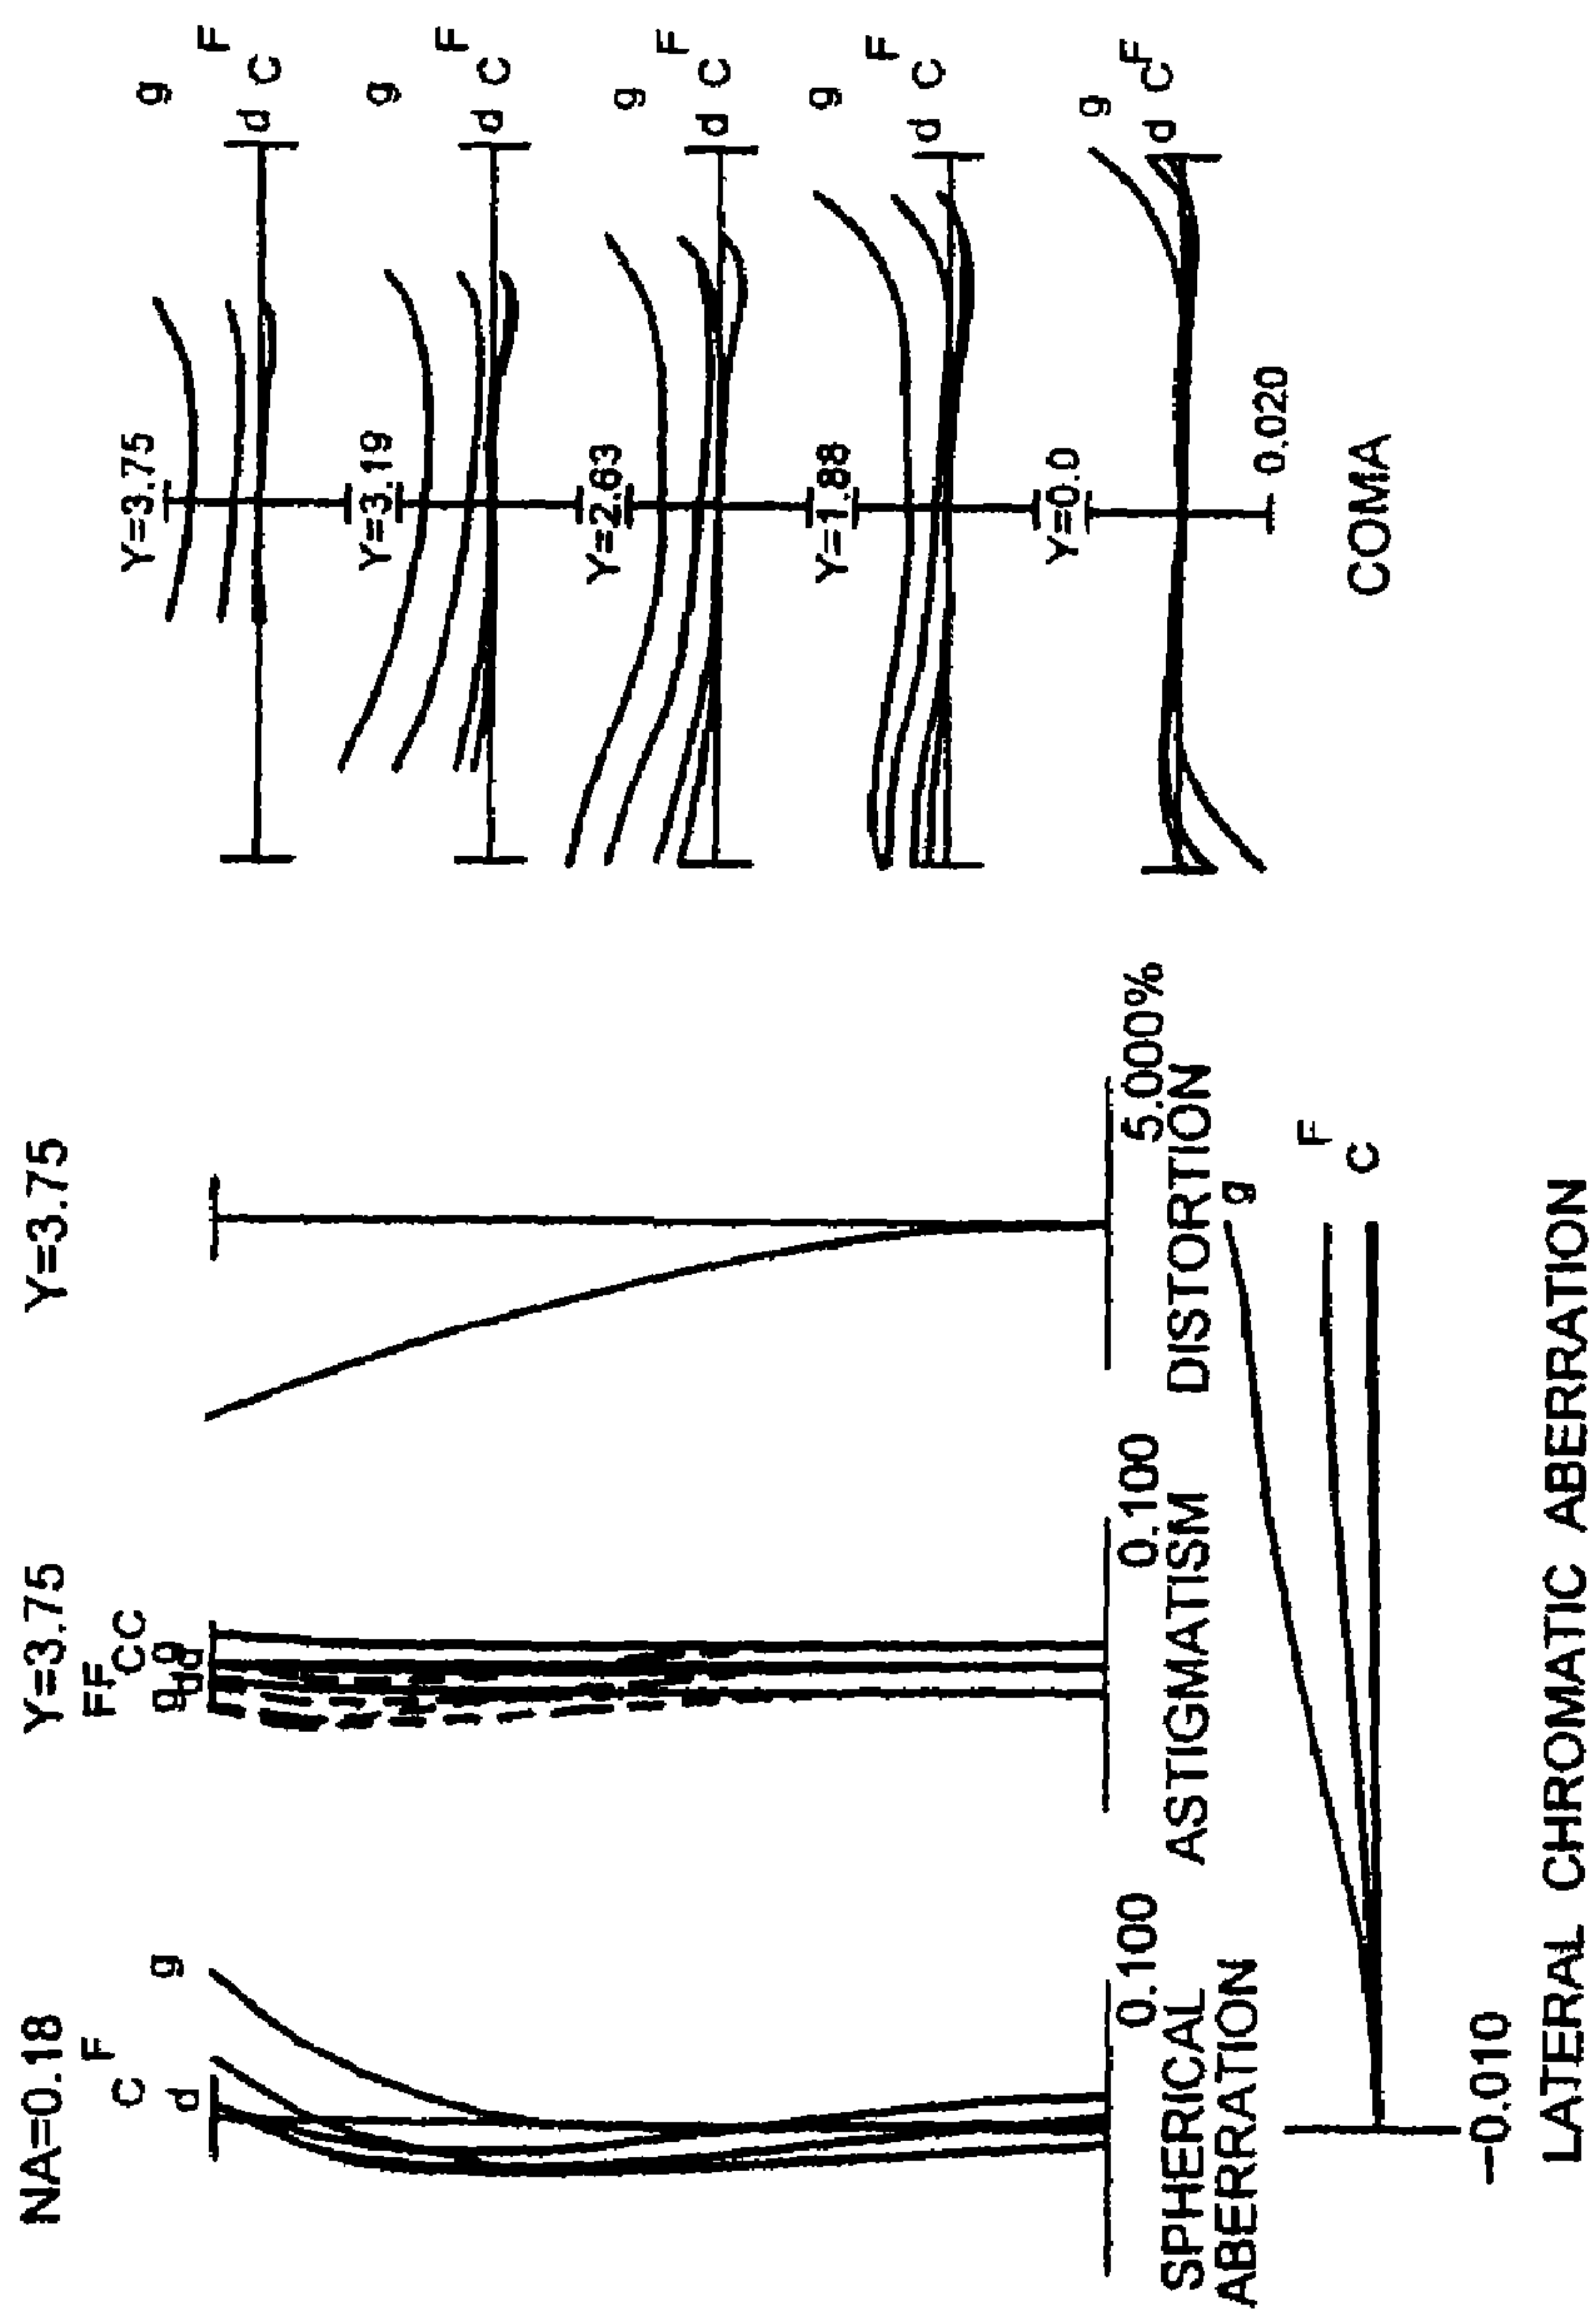 NA=0.18
C F
d
g
SPHERICAL
ABERRATION
0.100
Y=3.75
FF
CC
g g
d d
ASTIGMATISM
0.100
Y=3.75
DISTORTION
5.000%
Y=3.75
g
F
d C
Y=3.19
g
F
d C
Y=2.63
g
F
d C
Y=1.88
g
F
d C
Y=0.0
g
F
d C
0.020
COMA
g
F
C
-0.010
LATERAL CHROMATIC ABERRATION